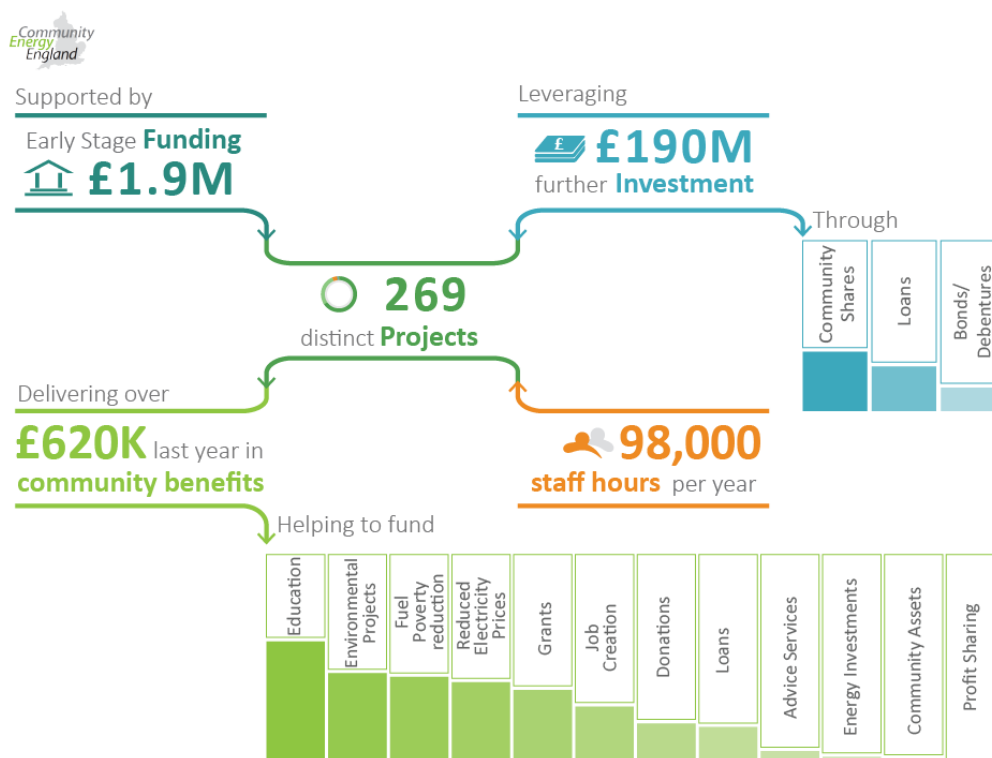 Community
Energy
England
Supported by
Early Stage Funding
£1.9M
Leveraging
£
£190M
further Investment
Through
Community
Shares
Loans
Bonds/
Debentures
269
distinct Projects
Delivering over
£620K last year in
community benefits
98,000
staff hours per year
Helping to fund
Education
Environmental
Projects
Fuel
Poverty
reduction
Reduced
Electricity
Prices
Grants
Job
Creation
Donations
Loans
Advice Services
Energy Investments
Community Assets
Profit Sharing